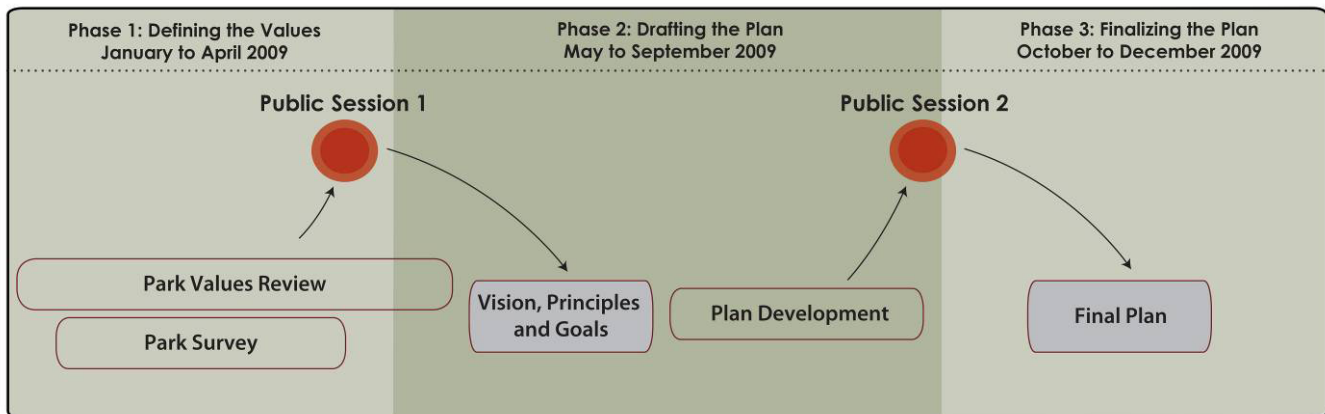 Phase 1: Defining the Values
January to April 2009
Phase 2: Drafting the Plan
May to September 2009
Phase 3: Finalizing the Plan
October to December 2009
Public Session 1
Public Session 2
Park Values Review
Park Survey
Vision, Principles
and Goals
Plan Development
Final Plan